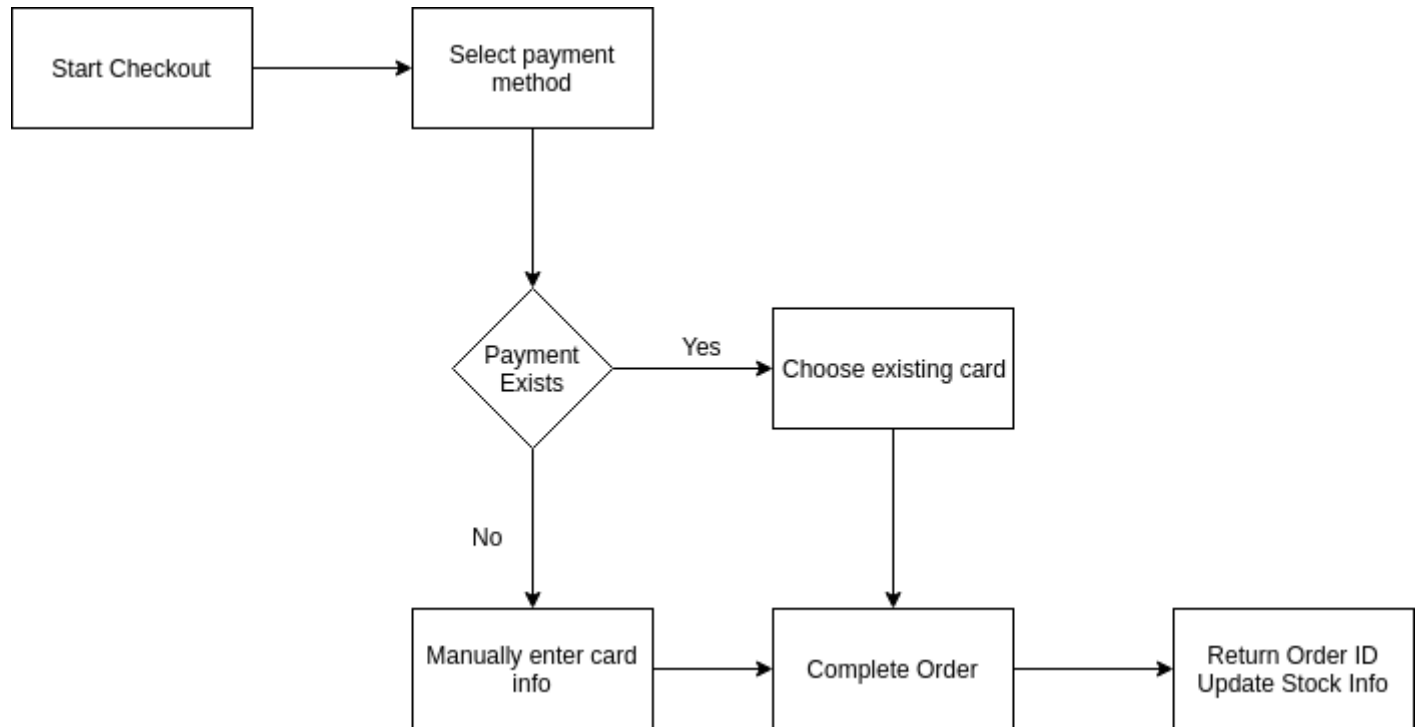 Start Checkout
Select payment
method
Payment
Exists
Yes
Choose existing card
No
Manually enter card
info
Complete Order
Return Order ID
Update Stock Info